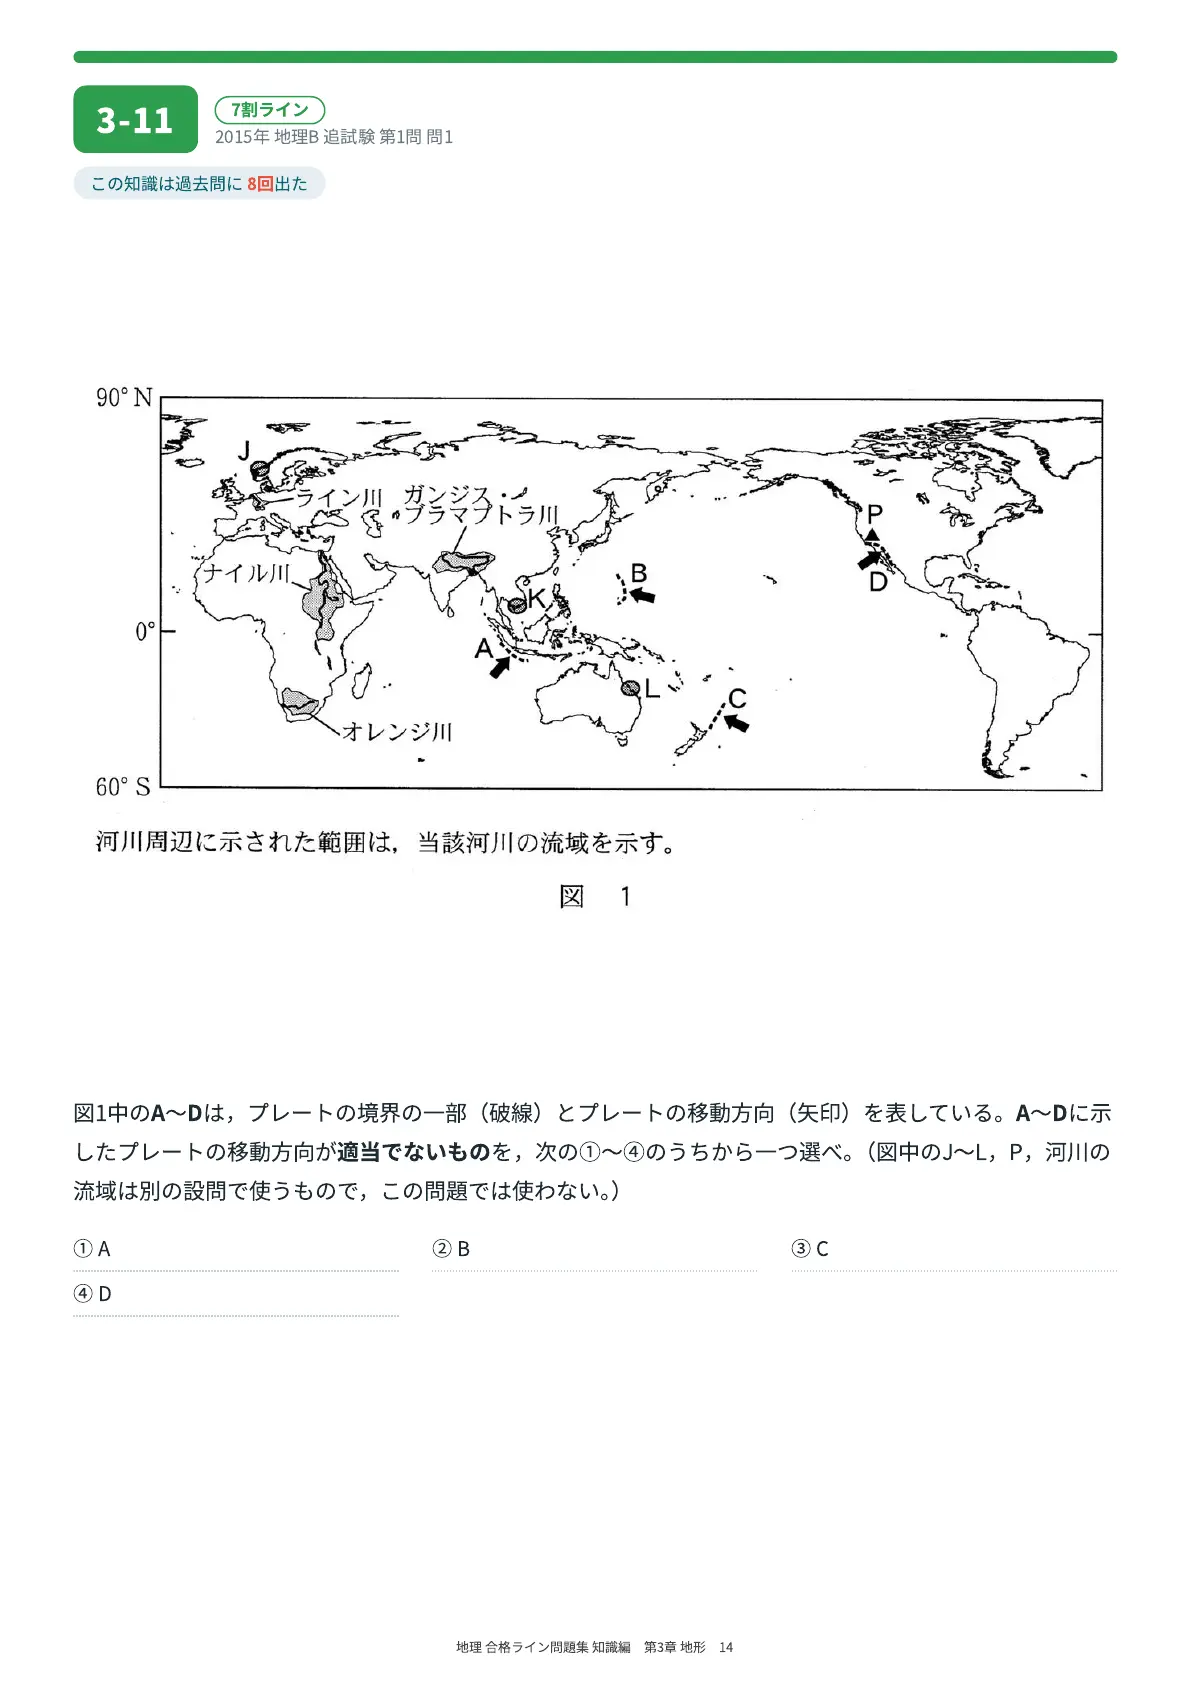 3-11
7割ライン
2015年 地理B 追試験 第1問 問1
この知識は過去問に 8回出た
90° N
J
ライン川
ガンジス・
ブラマプトラ川
P
ナイル川
B
D
K
0°
A
L
C
オレンジ川
60° S
河川周辺に示された範囲は，当該河川の流域を示す。
図 1
図1中のA～Dは，プレートの境界の一部（破線）とプレートの移動方向（矢印）を表している。A～Dに示
したプレートの移動方向が適当でないものを，次の①～④のうちから一つ選べ。（図中のJ～L，P，河川の
流域は別の設問で使うもので，この問題では使わない。）
① A
② B
③ C
④ D
地理 合格ライン問題集 知識編 第3章 地形 14